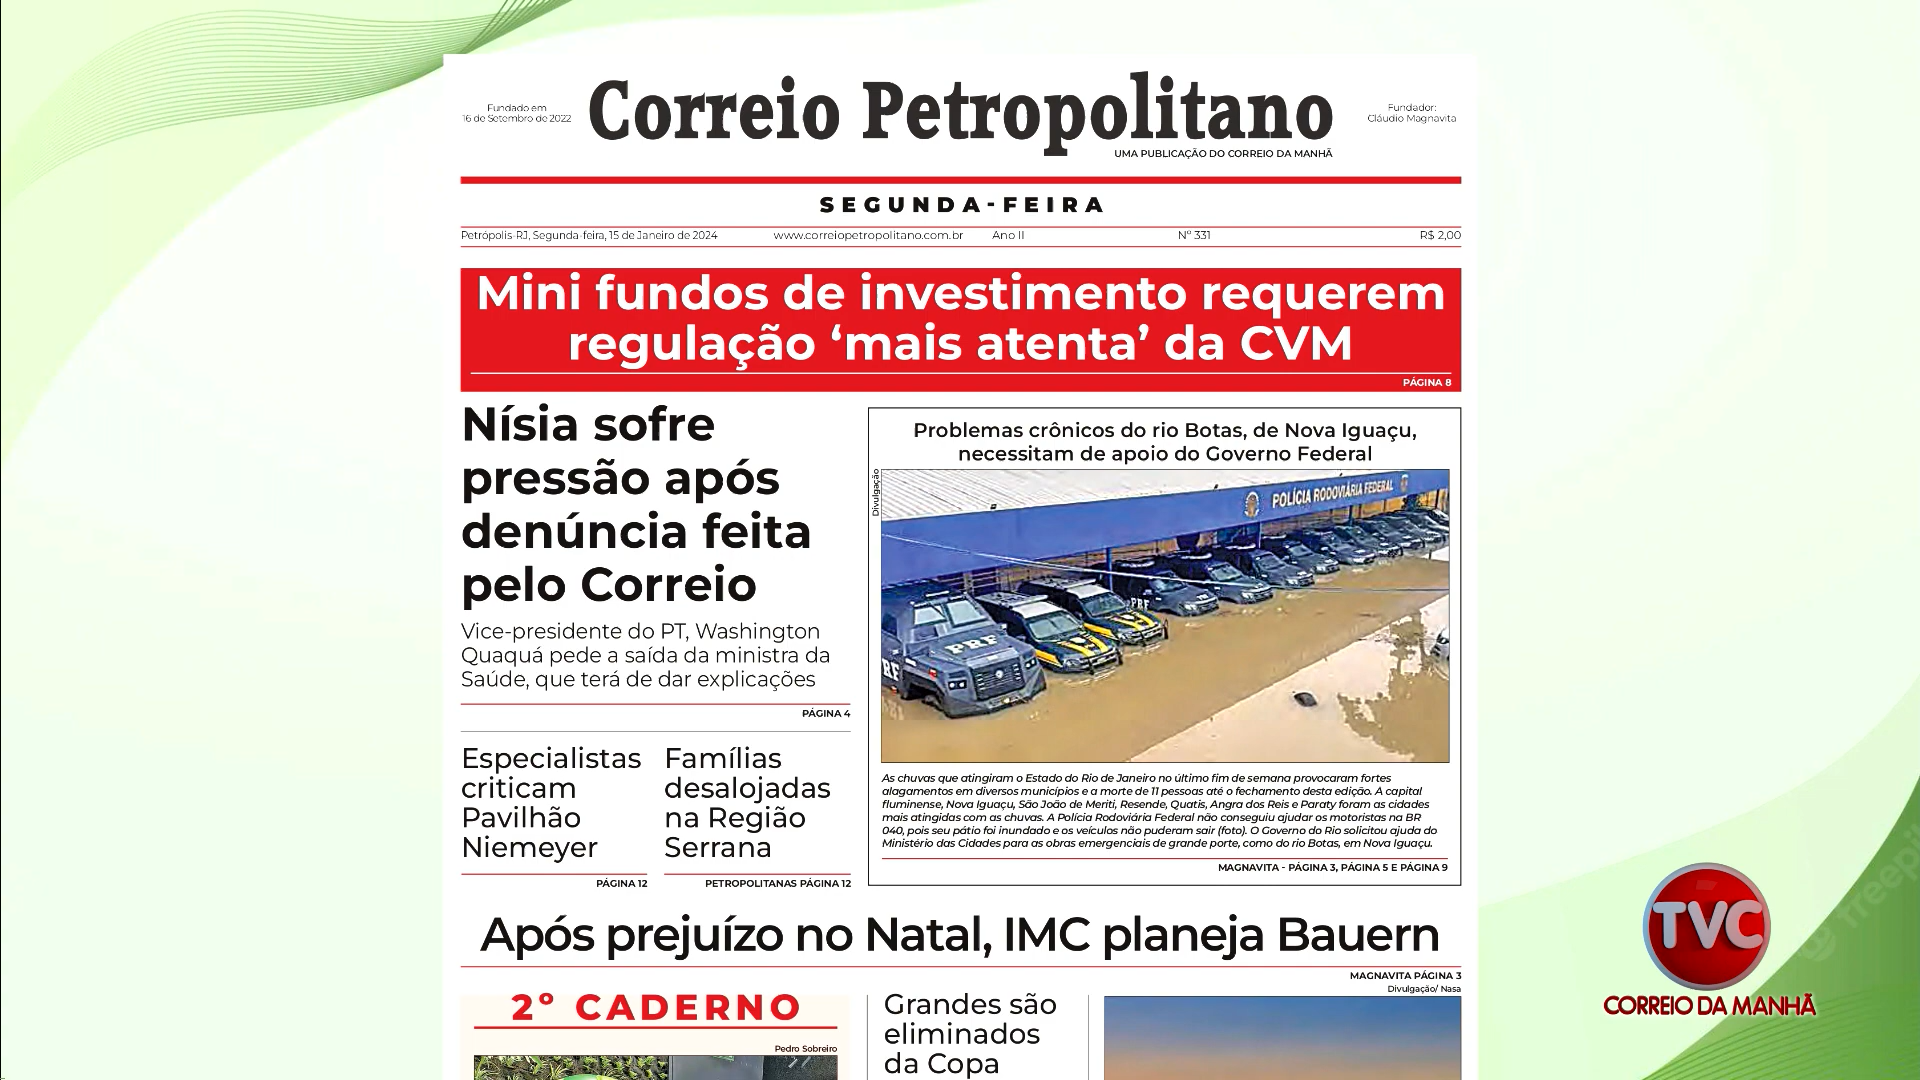 Fundado em
16 de Setembro de 2022
Correio Petropolitano
Fundador:
Cláudio Magnavita
UMA PUBLICAÇÃO DO CORREIO DA MANHÃ
SEGUNDA-FEIRA
Petrópolis-RJ, Segunda-feira, 15 de Janeiro de 2024 www.correiopetropolitano.com.br Ano II Nº 331 R$ 2,00
Mini fundos de investimento requerem
regulação ‘mais atenta’ da CVM
PÁGINA 8
Nísia sofre
pressão após
denúncia feita
pelo Correio
Vice-presidente do PT, Washington
Quaquá pede a saída da ministra da
Saúde, que terá de dar explicações
PÁGINA 4
Especialistas
criticam
Pavilhão
Niemeyer
PÁGINA 12
Famílias
desalojadas
na Região
Serrana
PETROPOLITANAS PÁGINA 12
Problemas crônicos do rio Botas, de Nova Iguaçu,
necessitam de apoio do Governo Federal
Divulgação
POLÍCIA RODOVIÁRIA FEDERAL
PRF
PRF
PRF
As chuvas que atingiram o Estado do Rio de Janeiro no último fim de semana provocaram fortes
alagamentos em diversos municípios e a morte de 11 pessoas até o fechamento desta edição. A capital
fluminense, Nova Iguaçu, São João de Meriti, Resende, Quatis, Angra dos Reis e Paraty foram as cidades
mais atingidas com as chuvas. A Polícia Rodoviária Federal não conseguiu ajudar os motoristas na BR
040, pois seu pátio foi inundado e os veículos não puderam sair (foto). O Governo do Rio solicitou ajuda do
Ministério das Cidades para as obras emergenciais de grande porte, como do rio Botas, em Nova Iguaçu.
MAGNAVITA - PÁGINA 3, PÁGINA 5 E PÁGINA 9
Após prejuízo no Natal, IMC planeja Bauern
MAGNAVITA PÁGINA 3
2º CADERNO
Pedro Sobreiro
Grandes são
eliminados
da Copa
Divulgação/ Nasa
TVC
CORREIO DA MANHÃ